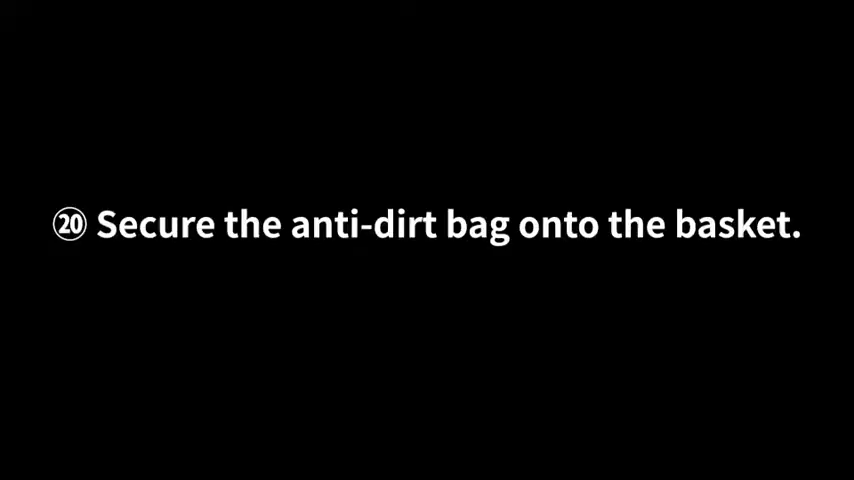 ⑳ Secure the anti-dirt bag onto the basket.